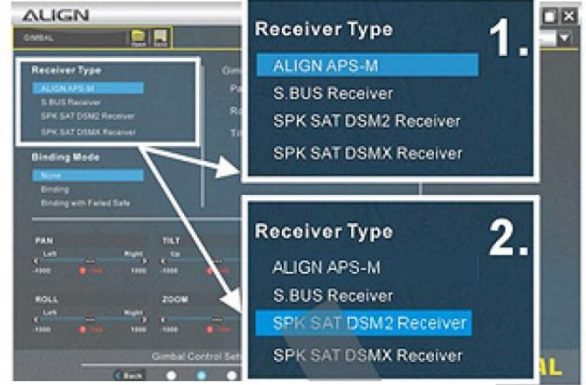 ALIGN
GIMBAL
Receiver Type
ALIGN APS-M
S.BUS Receiver
SPK SAT DSM2 Receiver
SPK SAT DSMX Receiver
Binding Mode
None
Binding
Binding with Failed Safe
PAN
Left
Right
-1000
1000
TILT
Up
-1000
ROLL
Left
Right
-1000
1000
ZOOM
-1000
Gimbal Control Set
Back
Receiver Type
1.
ALIGN APS-M
S.BUS Receiver
SPK SAT DSM2 Receiver
SPK SAT DSMX Receiver
Receiver Type
2.
ALIGN APS-M
S.BUS Receiver
SPK SAT DSM2 Receiver
SPK SAT DSMX Receiver
AL